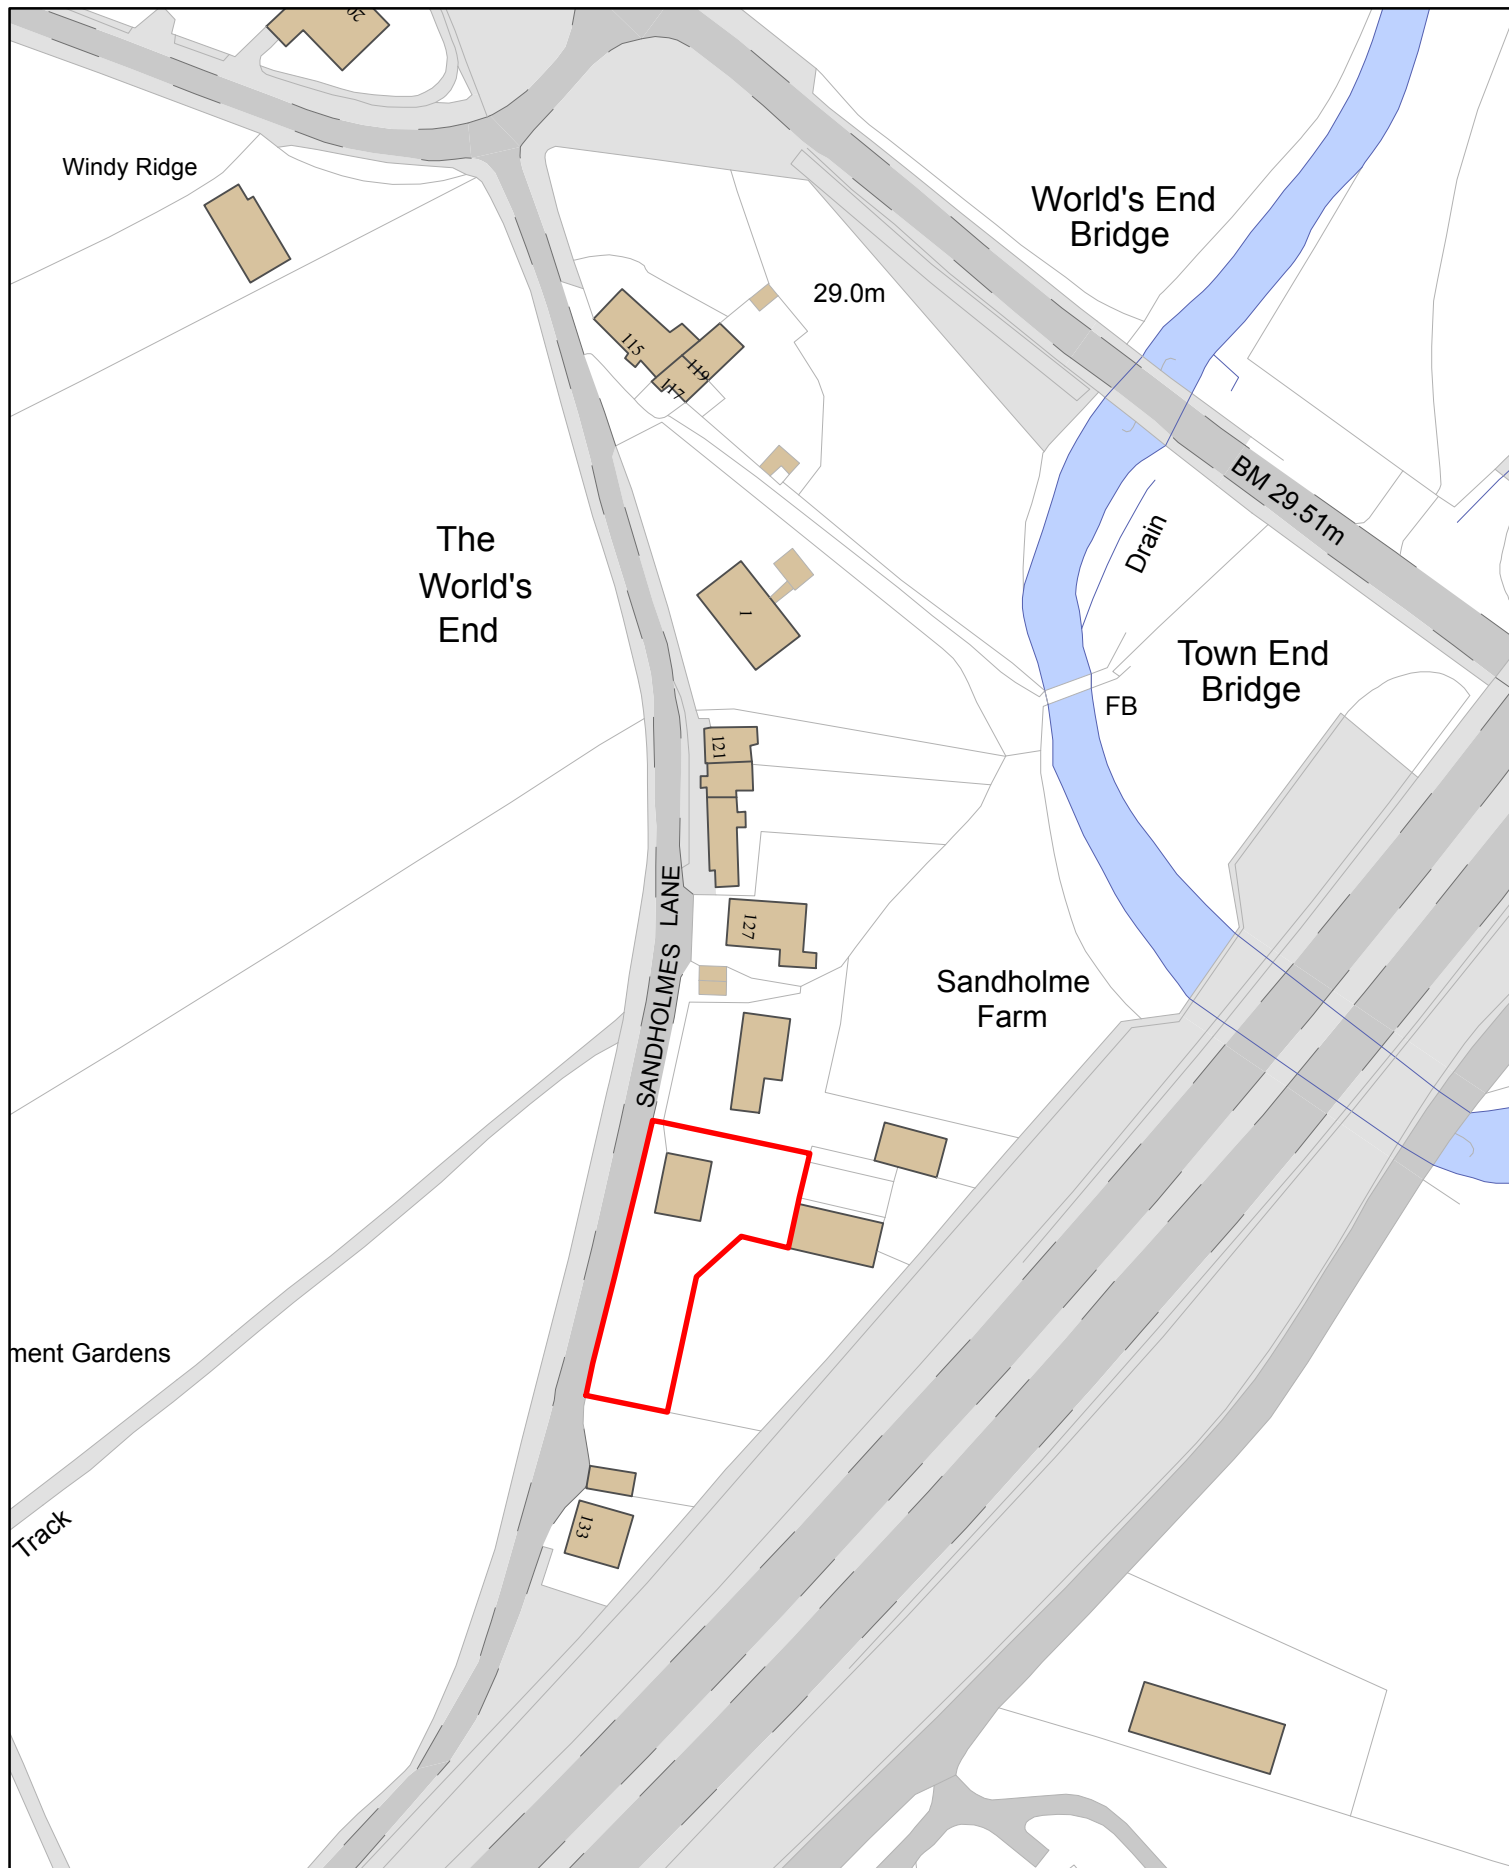 20
Windy Ridge
World's End
Bridge
29.0m
115
119
117
BM 29.51m
Drain
The
World's
End
1
Town End
Bridge
FB
121
SANDHOLMES LANE
127
Sandholme
Farm
ment Gardens
Track
133